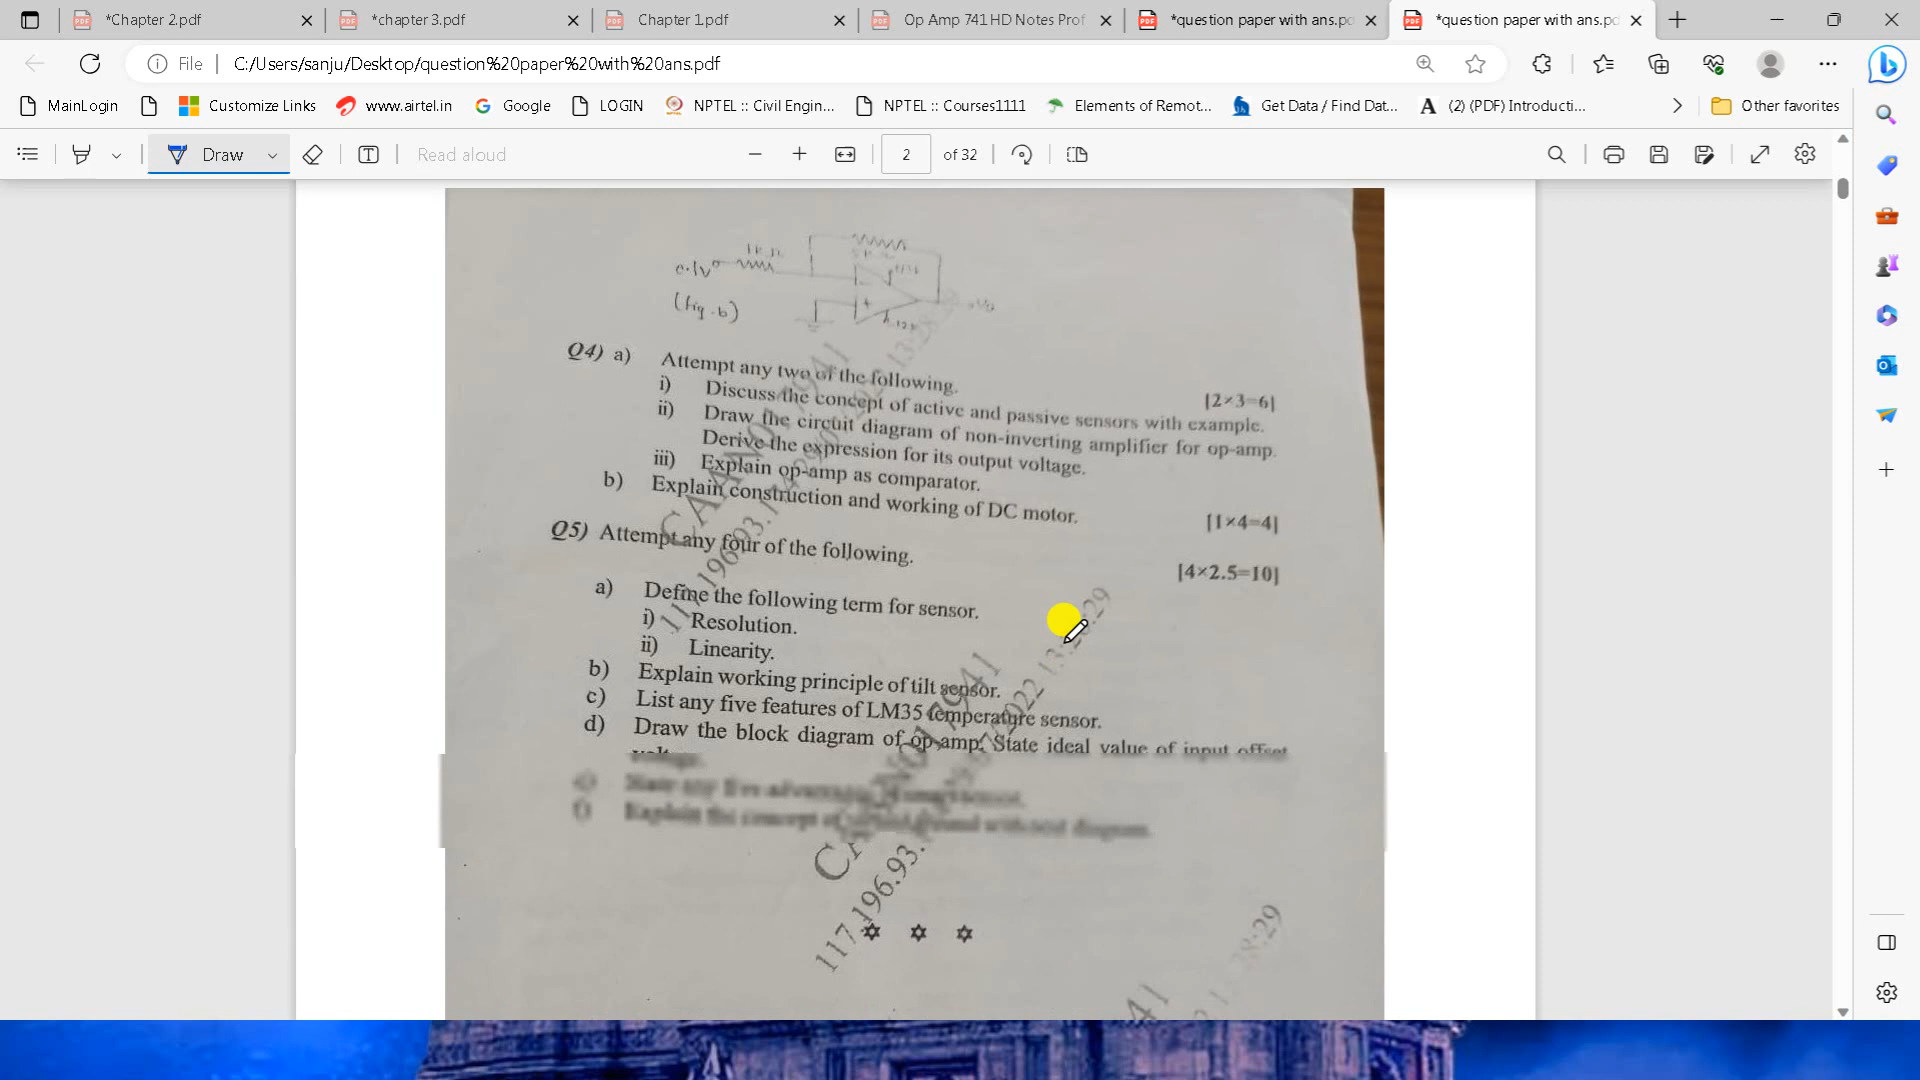 *Chapter 2.pdf
*chapter 3.pdf
Chapter 1.pdf
Op Amp 741 HD Notes Prof
*question paper with ans.pd
*question paper with ans.pd
File
C:/Users/sanju/Desktop/question%20paper%20with%20ans.pdf
MainLogin
Customize Links
www.airtel.in
Google
LOGIN
NPTEL :: Civil Engin...
NPTEL :: Courses1111
Elements of Remot...
Get Data / Find Dat...
(2) (PDF) Introducti...
Other favorites
Draw
Read aloud
2 of 32
(fig.b)
Q4) a) Attempt any two of the following. [2×3=6]
i) Discuss the concept of active and passive sensors with example.
ii) Draw the circuit diagram of non-inverting amplifier for op-amp.
Derive the expression for its output voltage.
iii) Explain op-amp as comparator.
b) Explain construction and working of DC motor. [1×4=4]
Q5) Attempt any four of the following. [4×2.5=10]
a) Define the following term for sensor.
i) Resolution.
ii) Linearity.
b) Explain working principle of tilt sensor.
c) List any five features of LM35 temperature sensor.
d) Draw the block diagram of op-amp. State ideal value of input offset
CAAN017941